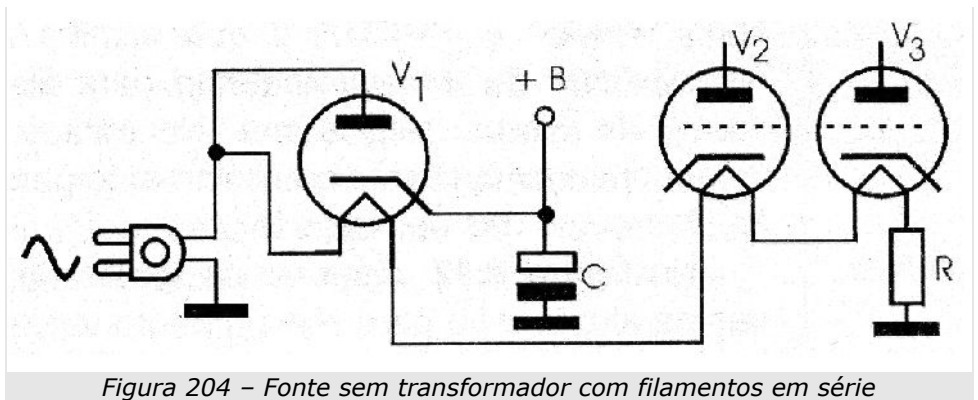 V1
+ B
V2
V3
C
R
Figura 204 – Fonte sem transformador com filamentos em série